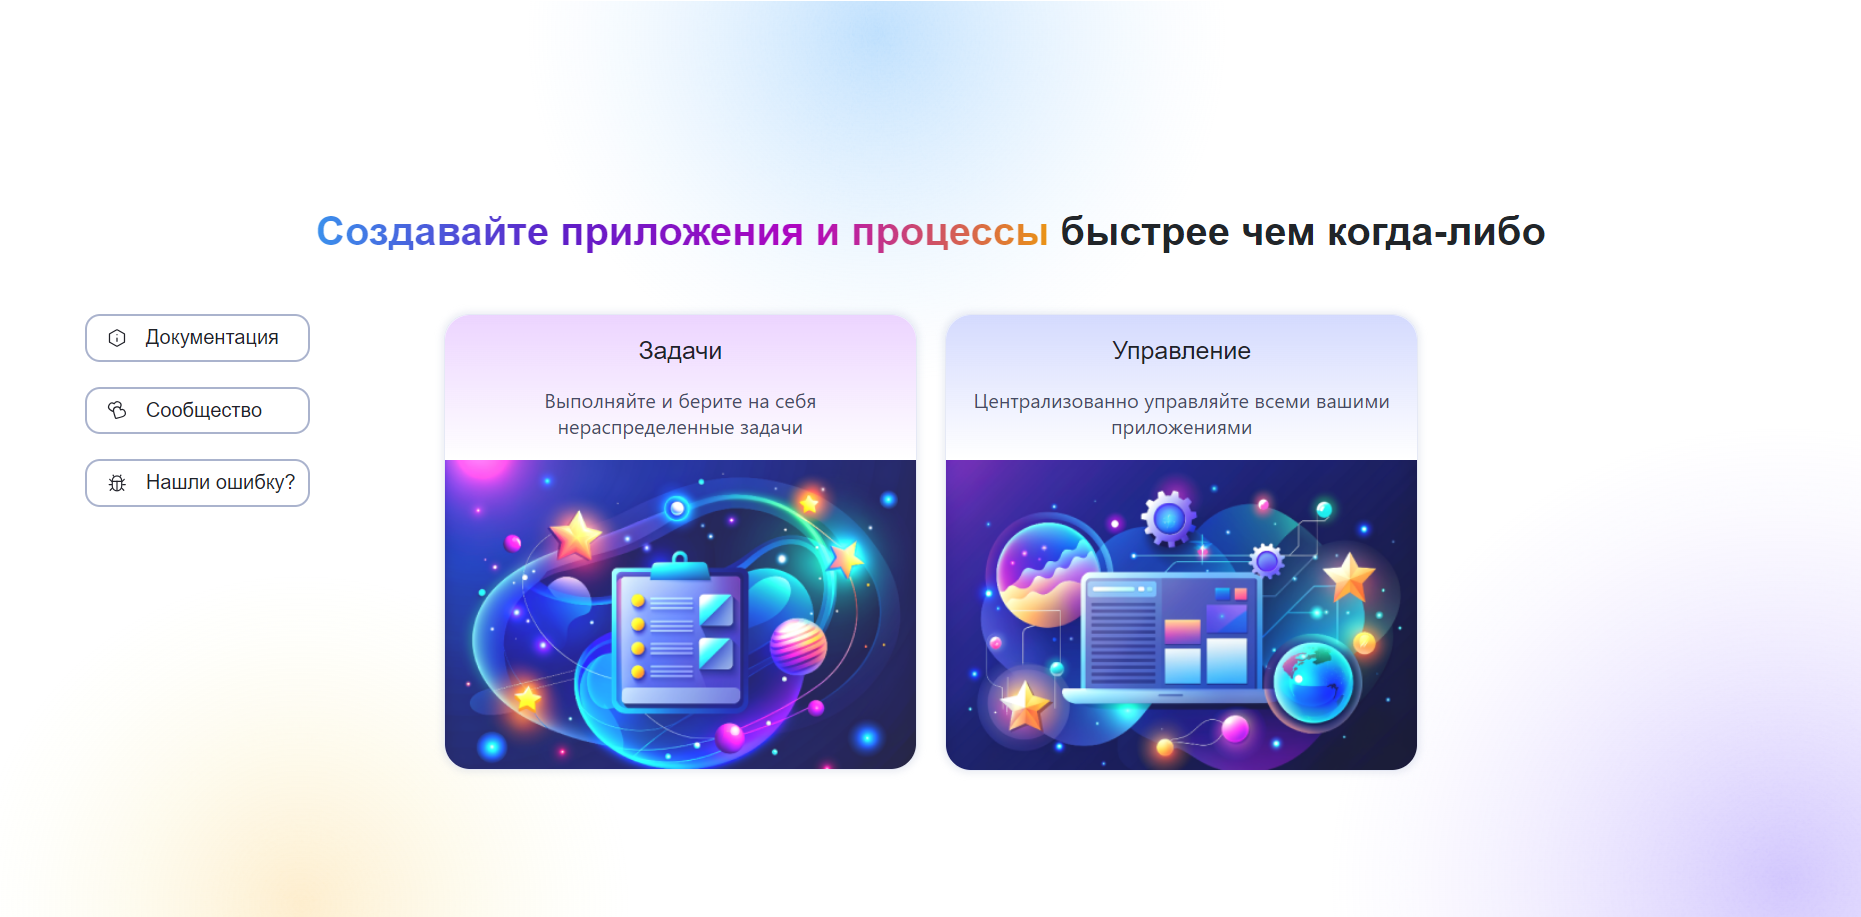 Создавайте приложения и процессы быстрее чем когда-либо
Документация
Сообщество
Нашли ошибку?
Задачи
Выполняйте и берите на себя
нераспределенные задачи
Управление
Централизованно управляйте всеми вашими
приложениями